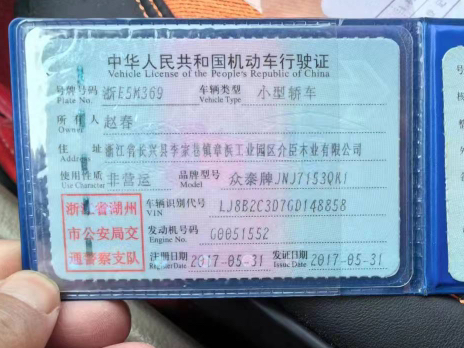 中华人民共和国机动车行驶证
Vehicle License of the People's Republic of China
号牌号码 浙E5M369 车辆类型 小型轿车
Plate No. Vehicle Type
所有人 赵春
Owner
住址 浙江省长兴县李家巷镇章浜工业园区介臣木业有限公司
Address
使用性质 非营运 品牌型号 众泰牌JNJ7153QKI
Use Character Model
浙江省湖州
市公安局交
通警察支队
车辆识别代号 LJ8B2C3D7GD148858
VIN
发动机号码 G0051552
Engine No.
注册日期 2017-05-31 发证日期 2017-05-31
Register Date Issue Date